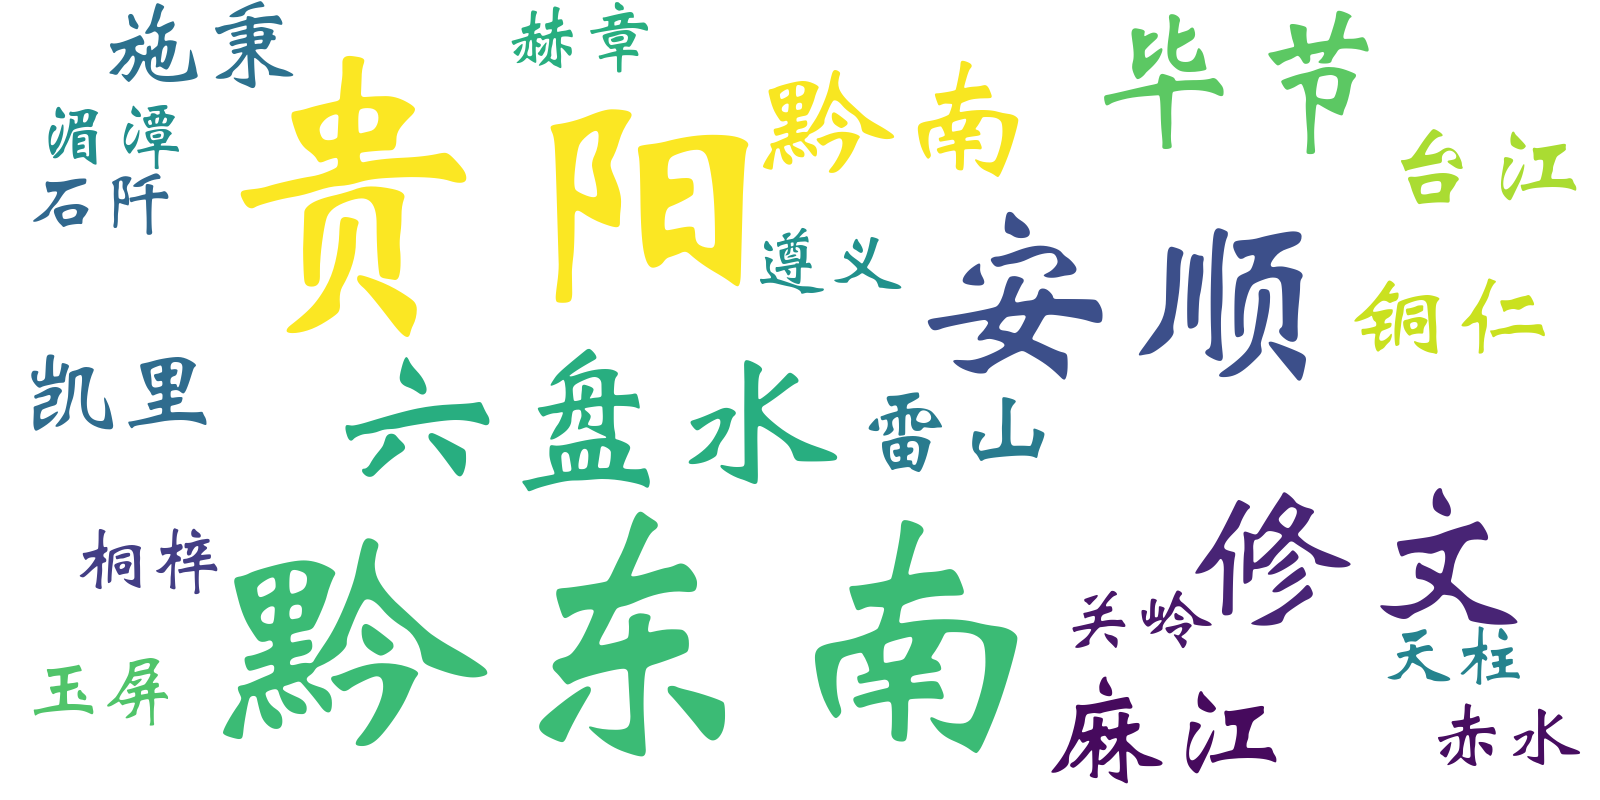 施秉
赫章
毕节
湄潭
贵阳
黔南
台江
石阡
遵义
安顺
铜仁
凯里
六盘水
雷山
修文
桐梓
黔东南
关岭
天柱
玉屏
麻江
赤水